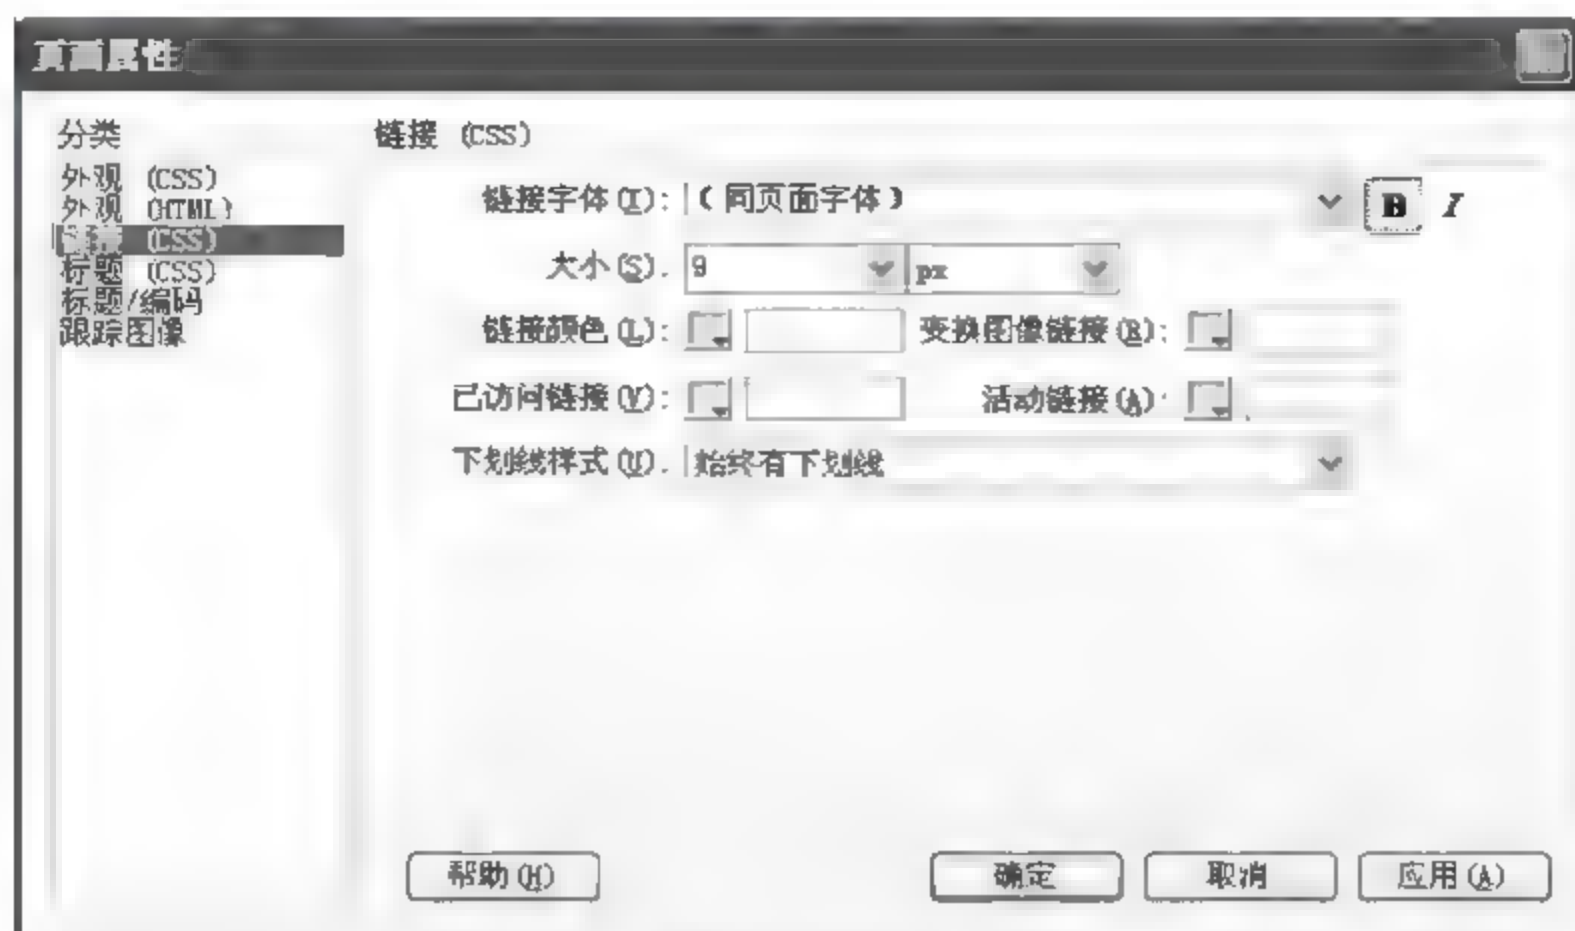 页面属性
分类
外观 (CSS)
外观 (HTML)
链接 (CSS)
标题 (CSS)
标题/编码
跟踪图像
链接 (CSS)
链接字体(I): (同页面字体) B I
大小(S): 9 px
链接颜色(L): 变换图像链接(R):
已访问链接(V): 活动链接(A):
下划线样式(U): 始终有下划线
帮助(H) 确定 取消 应用(A)